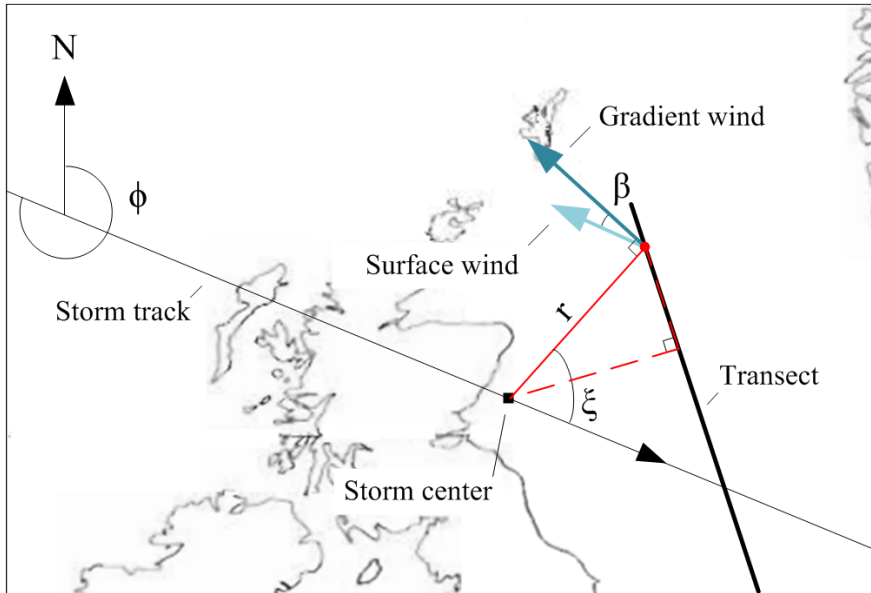 N
Gradient wind
β
ϕ
Surface wind
Storm track
r
Transect
ξ
Storm center